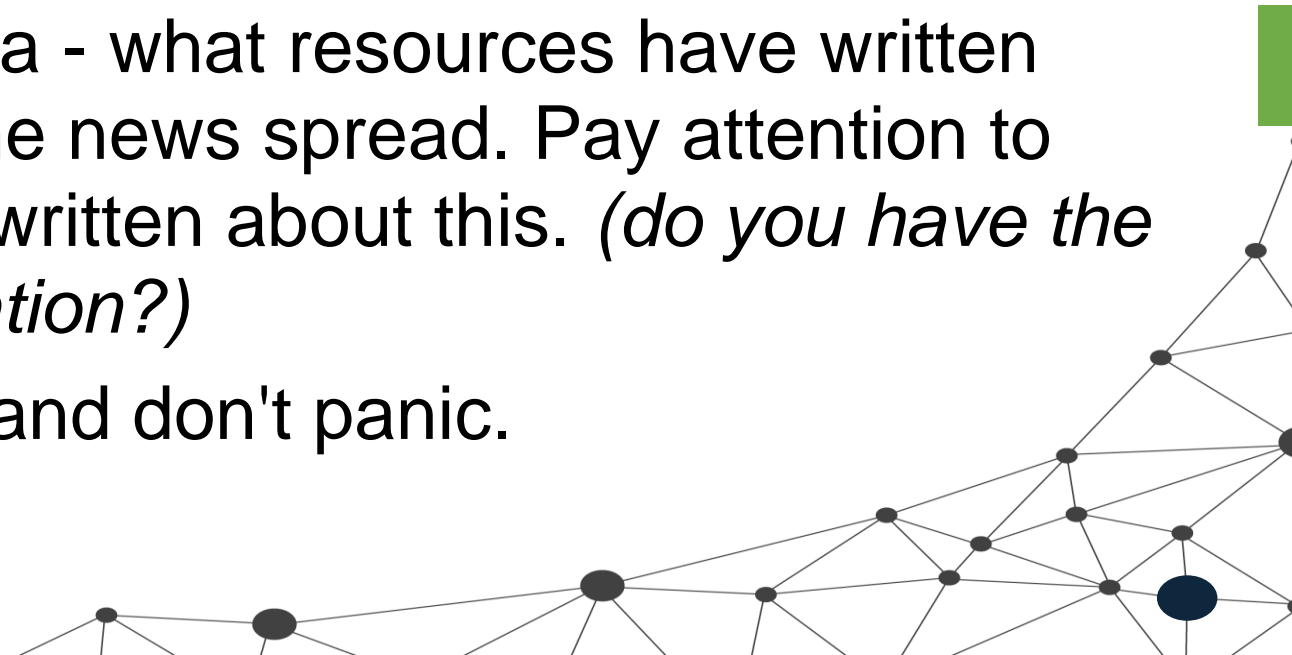 a - what resources have written
e news spread. Pay attention to
written about this. (do you have the
tion?)
and don't panic.